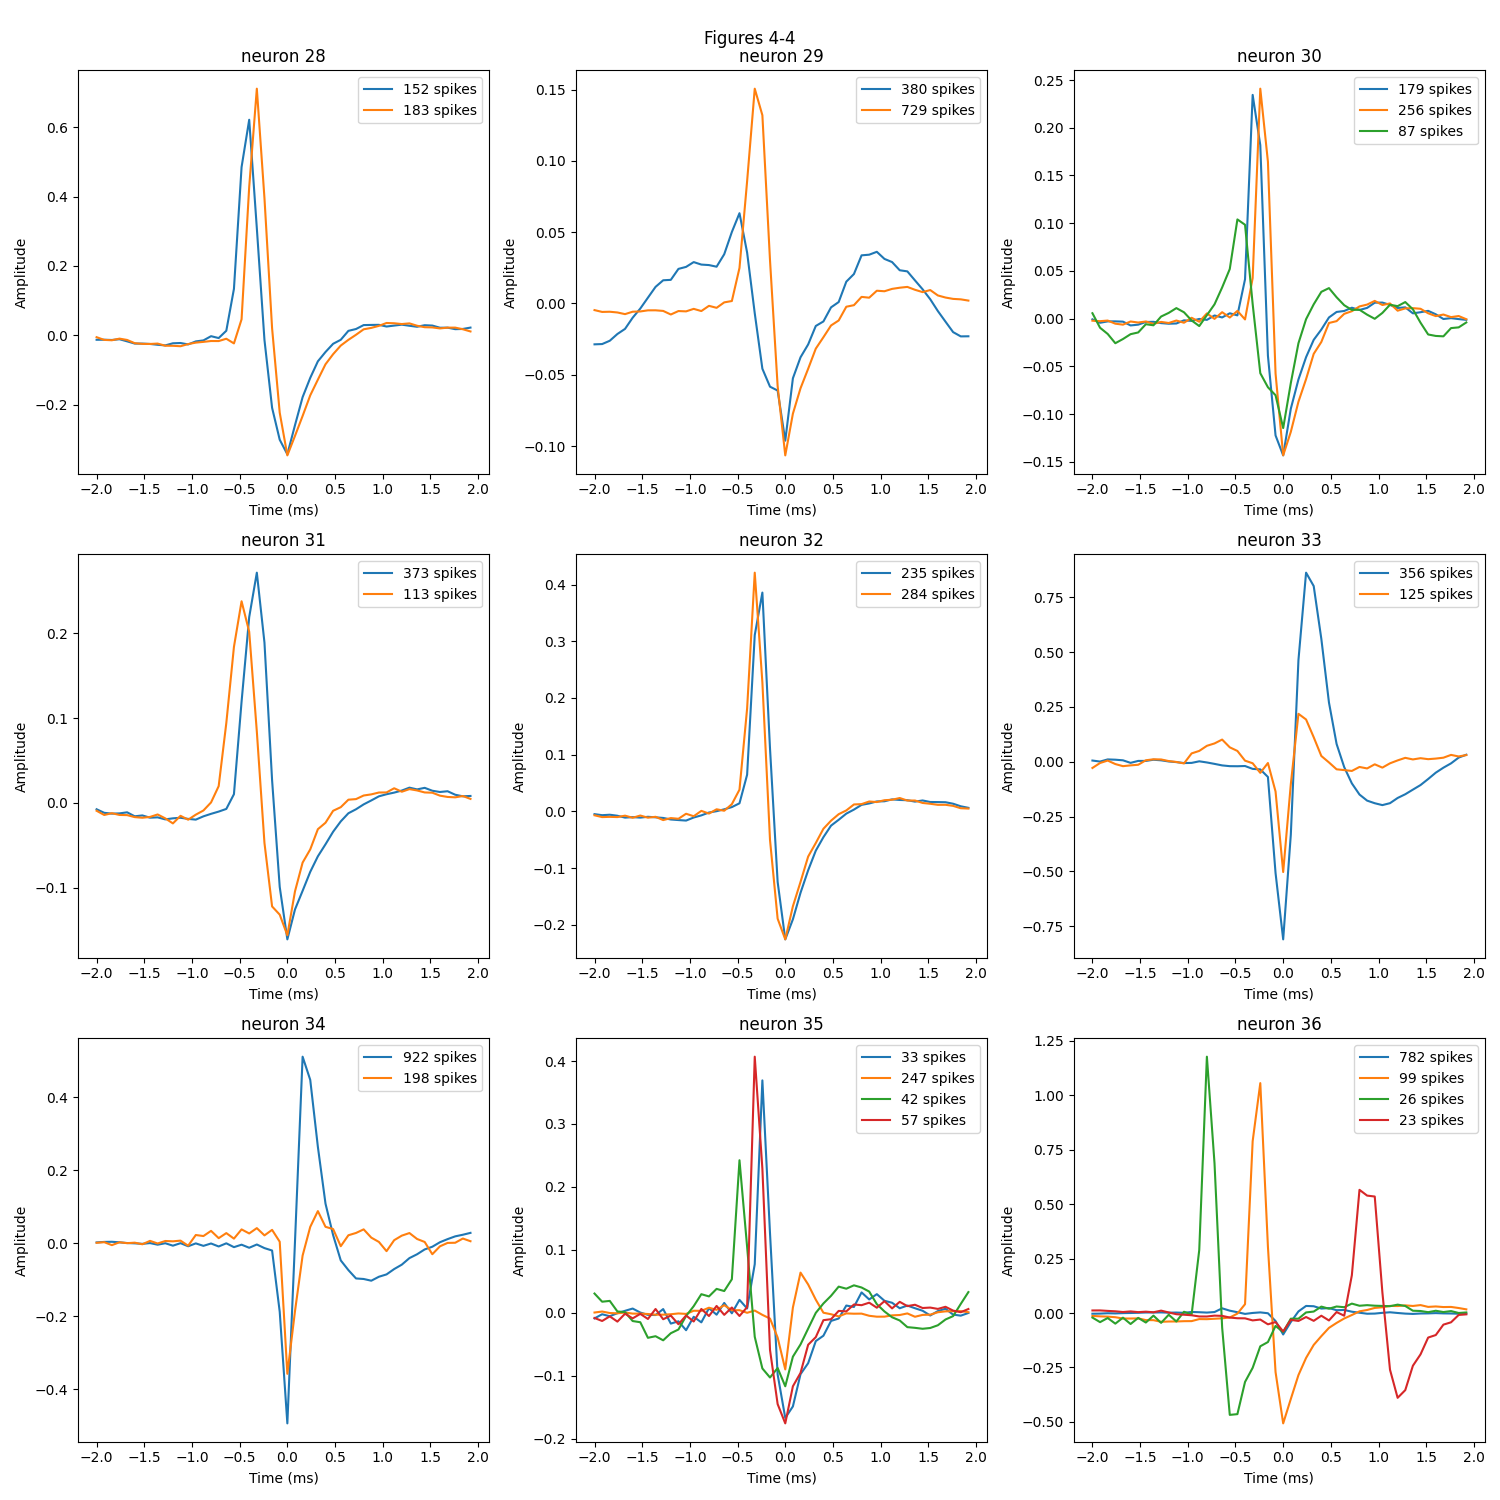 Figures 4-4
neuron 28
152 spikes
183 spikes
0.6
0.4
0.2
0.0
−0.2
Amplitude
−2.0 −1.5 −1.0 −0.5 0.0 0.5 1.0 1.5 2.0
Time (ms)
neuron 29
380 spikes
729 spikes
0.15
0.10
0.05
0.00
−0.05
−0.10
Amplitude
−2.0 −1.5 −1.0 −0.5 0.0 0.5 1.0 1.5 2.0
Time (ms)
neuron 30
179 spikes
256 spikes
87 spikes
0.25
0.20
0.15
0.10
0.05
0.00
−0.05
−0.10
−0.15
Amplitude
−2.0 −1.5 −1.0 −0.5 0.0 0.5 1.0 1.5 2.0
Time (ms)
neuron 31
373 spikes
113 spikes
0.2
0.1
0.0
−0.1
Amplitude
−2.0 −1.5 −1.0 −0.5 0.0 0.5 1.0 1.5 2.0
Time (ms)
neuron 32
235 spikes
284 spikes
0.4
0.3
0.2
0.1
0.0
−0.1
−0.2
Amplitude
−2.0 −1.5 −1.0 −0.5 0.0 0.5 1.0 1.5 2.0
Time (ms)
neuron 33
356 spikes
125 spikes
0.75
0.50
0.25
0.00
−0.25
−0.50
−0.75
Amplitude
−2.0 −1.5 −1.0 −0.5 0.0 0.5 1.0 1.5 2.0
Time (ms)
neuron 34
922 spikes
198 spikes
0.4
0.2
0.0
−0.2
−0.4
Amplitude
−2.0 −1.5 −1.0 −0.5 0.0 0.5 1.0 1.5 2.0
Time (ms)
neuron 35
33 spikes
247 spikes
42 spikes
57 spikes
0.4
0.3
0.2
0.1
0.0
−0.1
−0.2
Amplitude
−2.0 −1.5 −1.0 −0.5 0.0 0.5 1.0 1.5 2.0
Time (ms)
neuron 36
782 spikes
99 spikes
26 spikes
23 spikes
1.25
1.00
0.75
0.50
0.25
0.00
−0.25
−0.50
Amplitude
−2.0 −1.5 −1.0 −0.5 0.0 0.5 1.0 1.5 2.0
Time (ms)